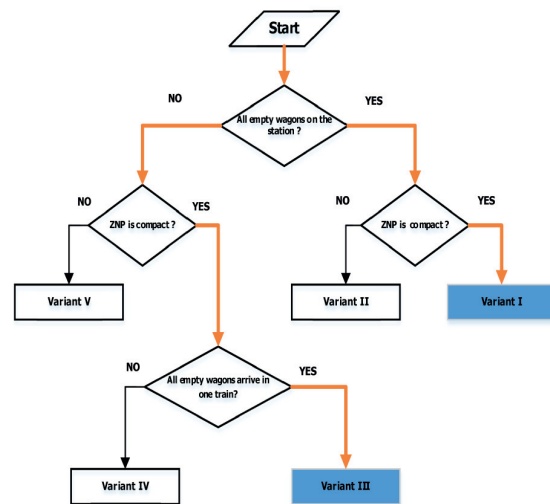 Start
NO
YES
All empty wagons on the
station ?
NO
YES
NO
YES
ZNP is compact ?
ZNP is compact ?
Variant V
Variant II
Variant I
NO
YES
All empty wagons arrive in
one train?
Variant IV
Variant III